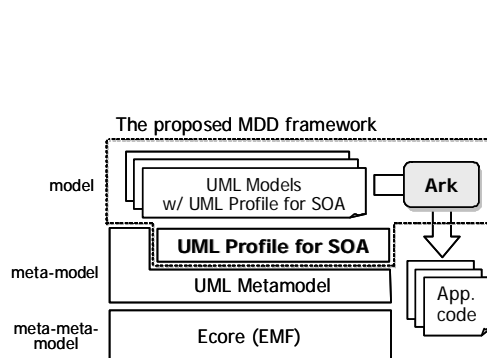 The proposed MDD framework
model
UML Models
w/ UML Profile for SOA
Ark
UML Profile for SOA
meta-model
UML Metamodel
App.
code
meta-meta-
model
Ecore (EMF)